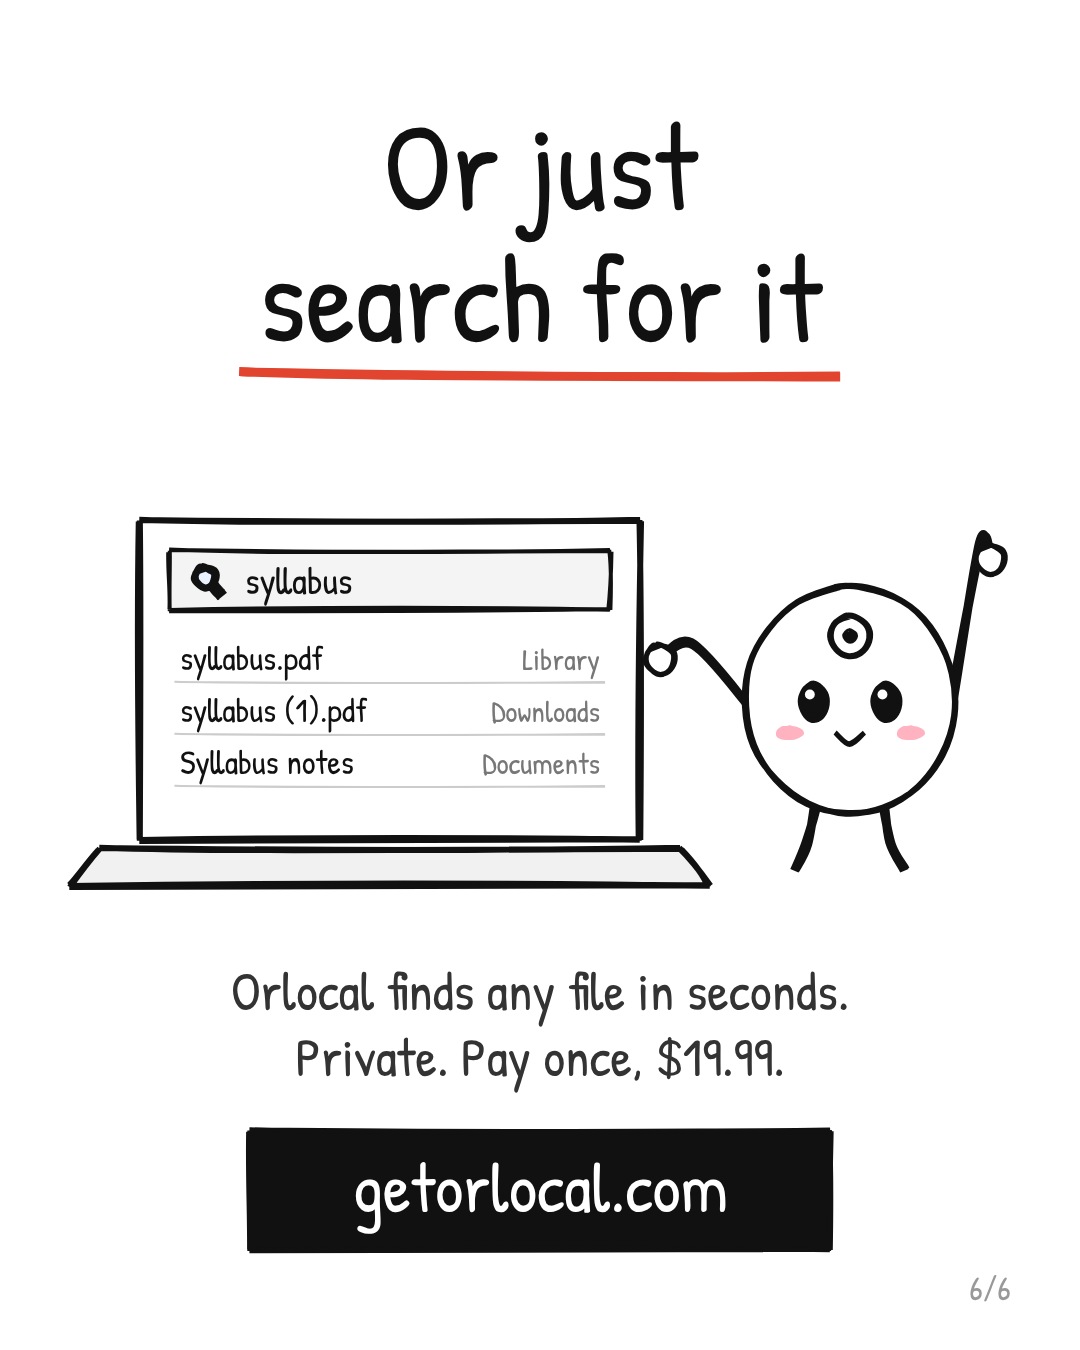 Or just
search for it
syllabus
syllabus.pdf Library
syllabus (1).pdf Downloads
Syllabus notes Documents
Orlocal finds any file in seconds.
Private. Pay once, $19.99.
getorlocal.com
6/6